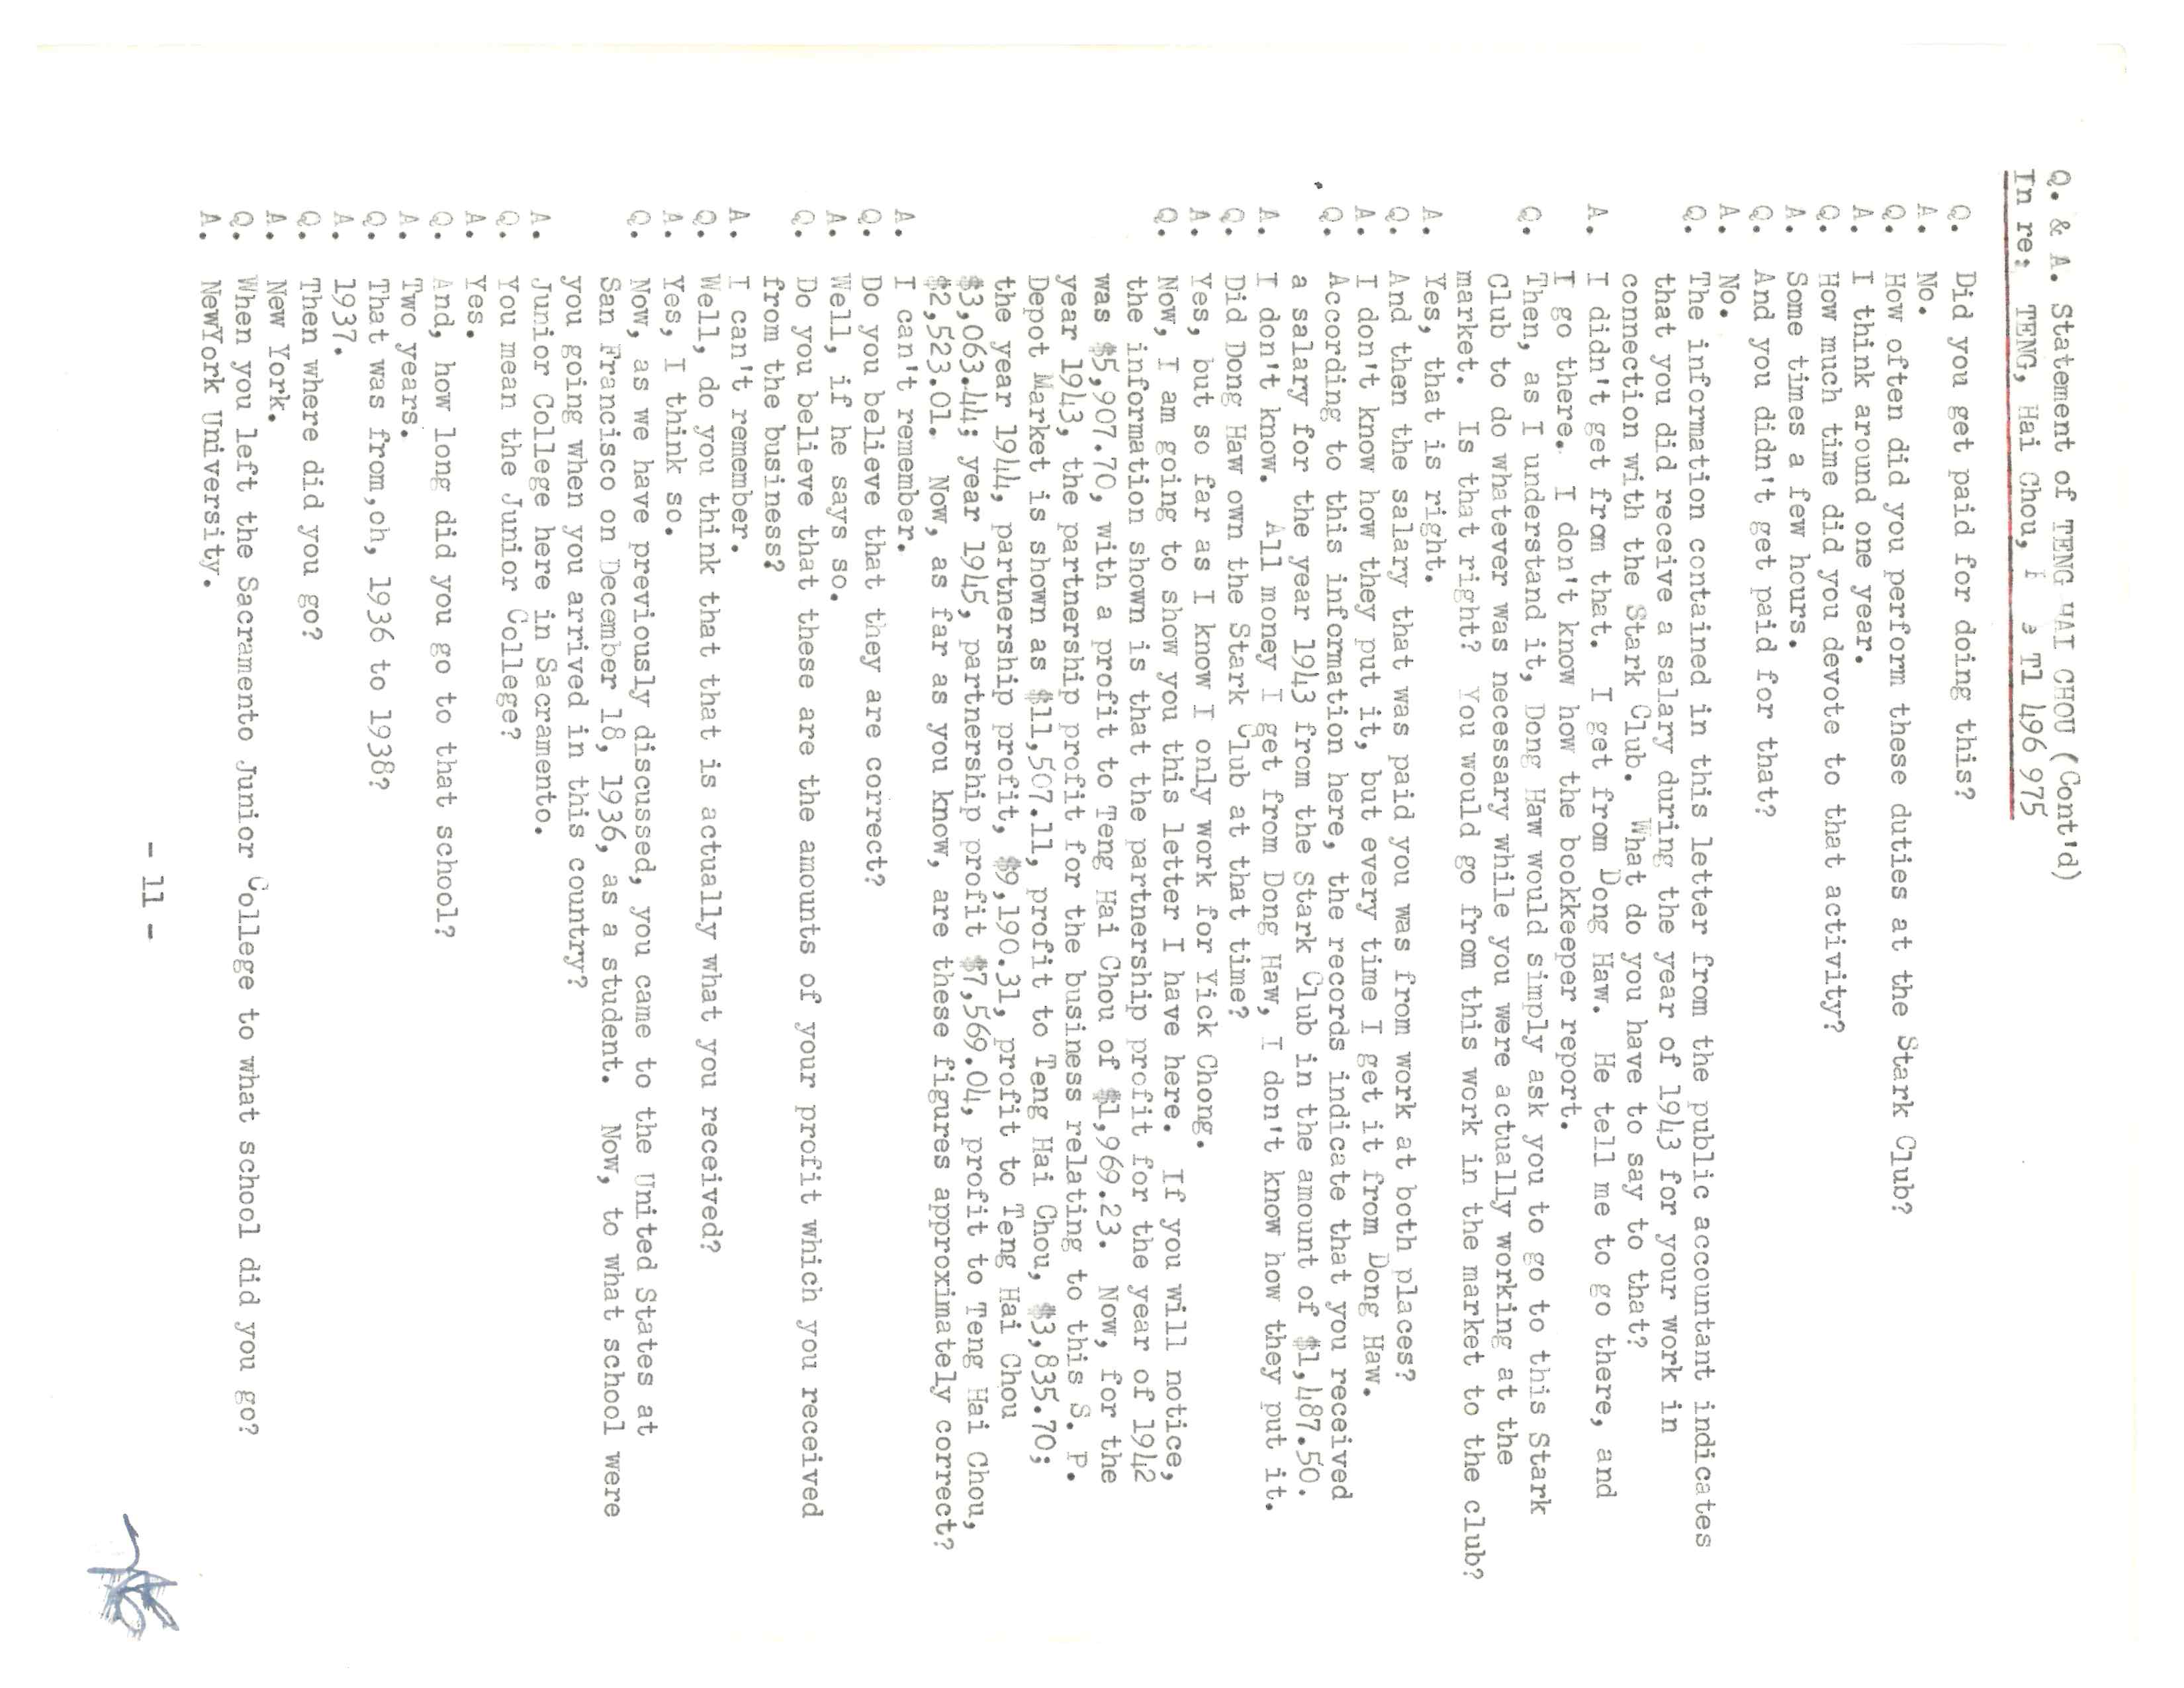 Q. & A. Statement of TENG HAI CHOU (Cont'd)
In re: TENG, Hai Chou, T1 496 975
Q. Did you get paid for doing this?
A. No.
Q. How often did you perform these duties at the Stark Club?
A. I think around one year.
Q. How much time did you devote to that activity?
A. Some times a few hours.
Q. And you didn't get paid for that?
A. No.
Q. The information contained in this letter from the public accountant indicates
that you did receive a salary during the year of 1943 for your work in
connection with the Stark Club. What do you have to say to that?
A. I didn't get from that. I get from Dong Haw. He tell me to go there, and
I go there. I don't know how the bookkeeper report.
Q. Then, as I understand it, Dong Haw would simply ask you to go to this Stark
Club to do whatever was necessary while you were actually working at the
market. Is that right? You would go from this work in the market to the club?
A. Yes, that is right.
Q. And then the salary that was paid you was from work at both places?
A. I don't know how they put it, but every time I get it from Dong Haw.
Q. According to this information here, the records indicate that you received
a salary for the year 1943 from the Stark Club in the amount of $1,487.50.
A. I don't know. All money I get from Dong Haw, I don't know how they put it.
Q. Did Dong Haw own the Stark Club at that time?
A. Yes, but so far as I know I only work for Yick Chong.
Q. Now, I am going to show you this letter I have here. If you will notice,
the information shown is that the partnership profit for the year of 1942
was $5,907.70, with a profit to Teng Hai Chou of $1,969.23. Now, for the
year 1943, the partnership profit for the business relating to this S. P.
Depot Market is shown as $11,507.11, profit to Teng Hai Chou, $3,835.70;
the year 1944, partnership profit, $9,190.31, profit to Teng Hai Chou
$3,063.44; year 1945, partnership profit $7,569.04, profit to Teng Hai Chou,
$2,523.01. Now, as far as you know, are these figures approximately correct?
A. I can't remember.
Q. Do you believe that they are correct?
A. Well, if he says so.
Q. Do you believe that these are the amounts of your profit which you received
from the business?
A. I can't remember.
Q. Well, do you think that that is actually what you received?
A. Yes, I think so.
Q. Now, as we have previously discussed, you came to the United States at
San Francisco on December 18, 1936, as a student. Now, to what school were
you going when you arrived in this country?
A. Junior College here in Sacramento.
Q. You mean the Junior College?
A. Yes.
Q. And, how long did you go to that school?
A. Two years.
Q. That was from,oh, 1936 to 1938?
A. 1937.
Q. Then where did you go?
A. New York.
Q. When you left the Sacramento Junior College to what school did you go?
A. NewYork University.
- 11 -